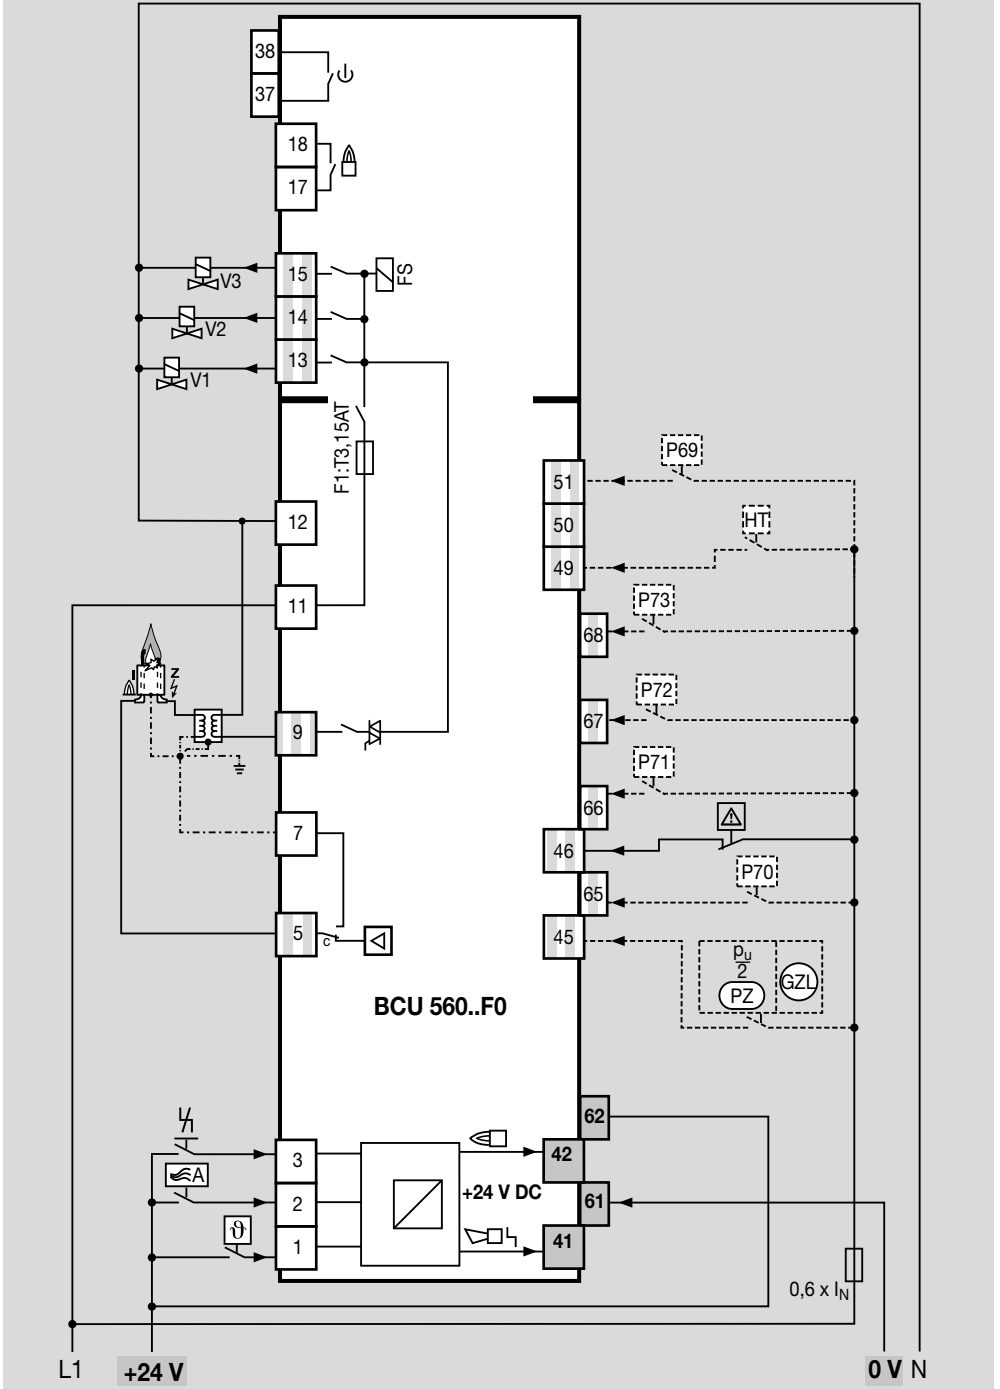 38
37
18
17
15
FS
V3
14
V2
13
V1
F1:T3,15AT
P69
51
HT
50
12
49
P73
11
68
Z
I
P72
67
9
P71
66
7
46
P70
65
5
c
45
pu
2
PZ
GZL
BCU 560..F0
62
3
42
A
+24 V DC
2
61
ϑ
1
41
0,6 x IN
L1
+24 V
0 V
N